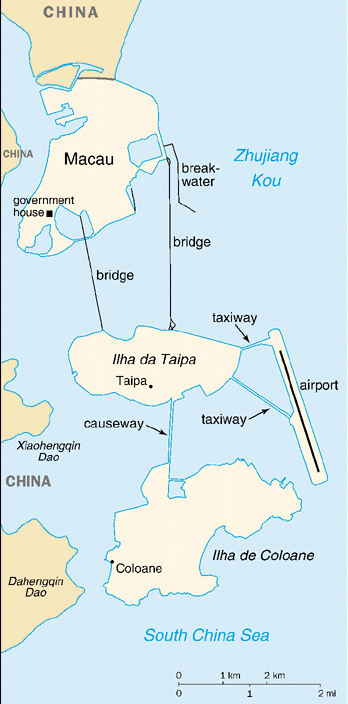 CHINA
CHINA
Macau
break-
water
Zhujiang
Kou
government
house
bridge
bridge
taxiway
Ilha da Taipa
Taipa
airport
causeway
taxiway
Xiaohengqin
Dao
CHINA
Ilha de Coloane
Coloane
Dahengqin
Dao
South China Sea
0 1 km 2 km
0 1 2 mi